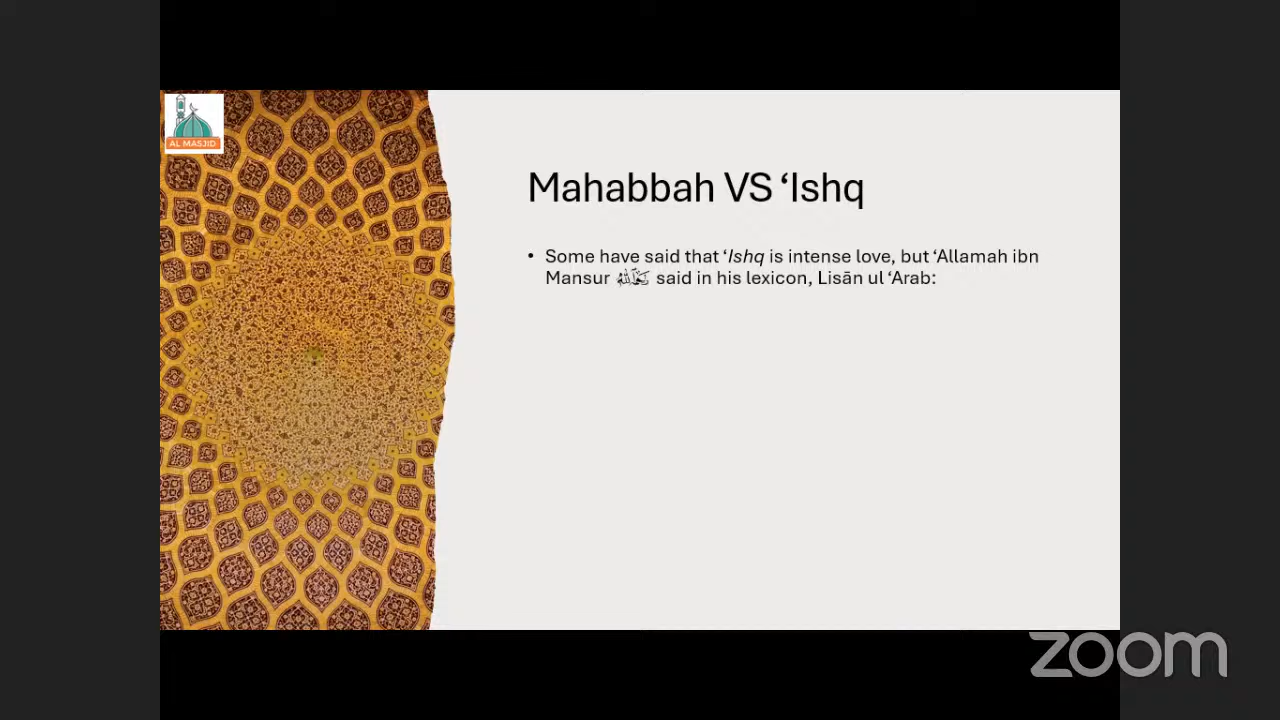 AL MASJID
Mahabbah VS ‘Ishq
• Some have said that ‘Ishq is intense love, but ‘Allamah ibn
Mansur said in his lexicon, Lisān ul ‘Arab:
zoom